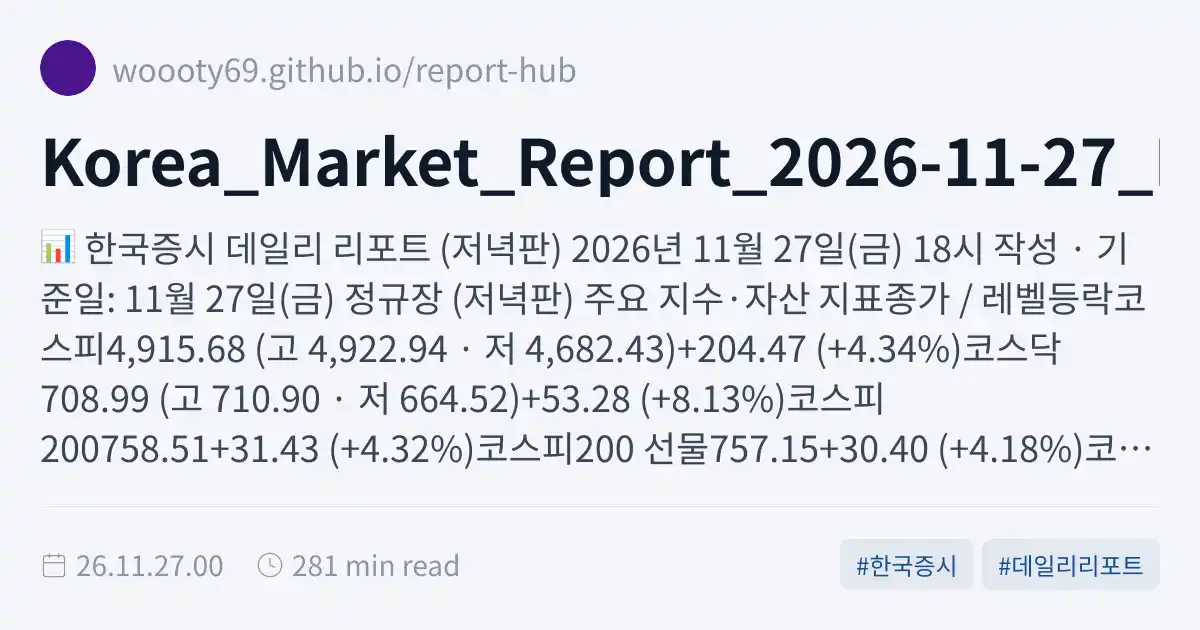 woooty69.github.io/report-hub
Korea_Market_Report_2026-11-27_
📊 한국증시 데일리 리포트 (저녁판) 2026년 11월 27일(금) 18시 작성 · 기
준일: 11월 27일(금) 정규장 (저녁판) 주요 지수·자산 지표종가 / 레벨등락코
스피4,915.68 (고 4,922.94 · 저 4,682.43)+204.47 (+4.34%)코스닥
708.99 (고 710.90 · 저 664.52)+53.28 (+8.13%)코스피
200758.51+31.43 (+4.32%)코스피200 선물757.15+30.40 (+4.18%)코…
26.11.27.00
281 min read
#한국증시
#데일리리포트